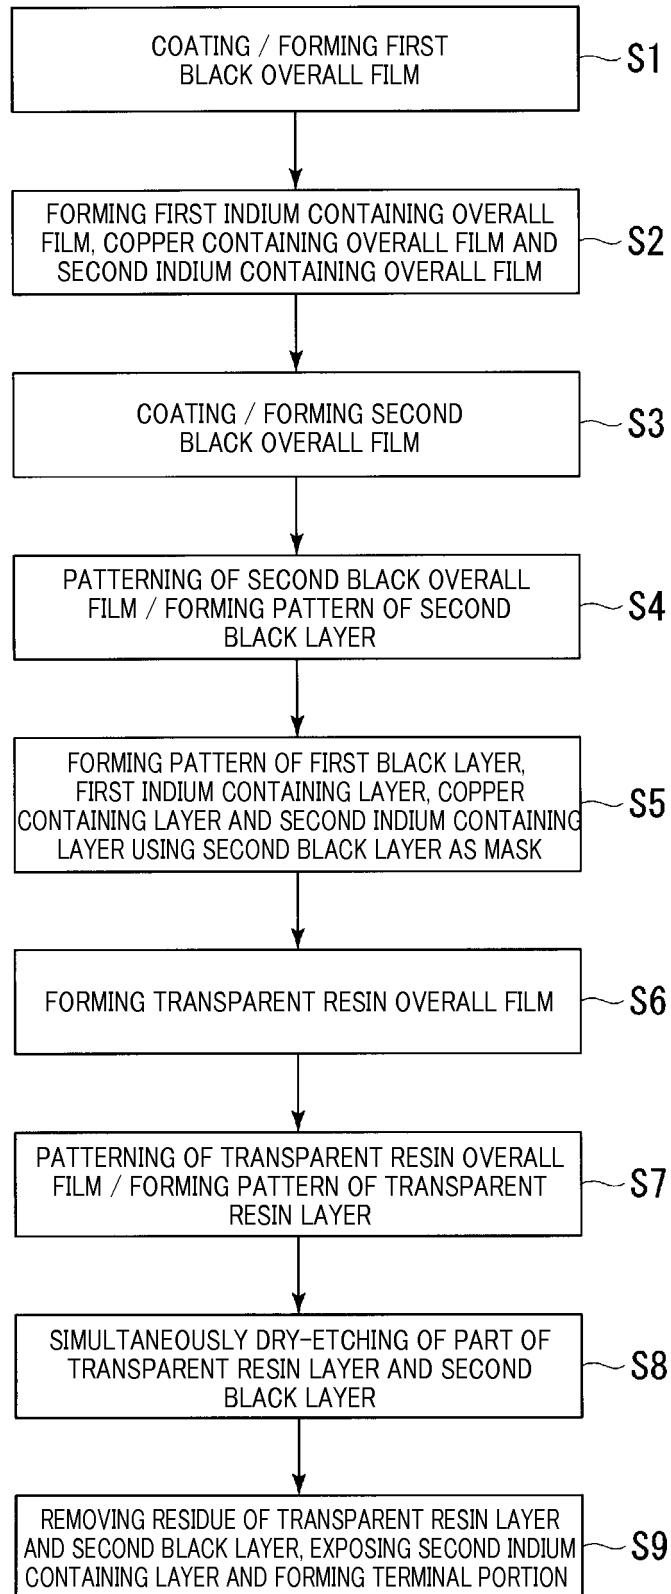 COATING / FORMING FIRST
BLACK OVERALL FILM
S1
FORMING FIRST INDIUM CONTAINING OVERALL
FILM, COPPER CONTAINING OVERALL FILM AND
SECOND INDIUM CONTAINING OVERALL FILM
S2
COATING / FORMING SECOND
BLACK OVERALL FILM
S3
PATTERNING OF SECOND BLACK OVERALL
FILM / FORMING PATTERN OF SECOND
BLACK LAYER
S4
FORMING PATTERN OF FIRST BLACK LAYER,
FIRST INDIUM CONTAINING LAYER, COPPER
CONTAINING LAYER AND SECOND INDIUM CONTAINING
LAYER USING SECOND BLACK LAYER AS MASK
S5
FORMING TRANSPARENT RESIN OVERALL FILM
S6
PATTERNING OF TRANSPARENT RESIN OVERALL
FILM / FORMING PATTERN OF TRANSPARENT
RESIN LAYER
S7
SIMULTANEOUSLY DRY-ETCHING OF PART OF
TRANSPARENT RESIN LAYER AND SECOND
BLACK LAYER
S8
REMOVING RESIDUE OF TRANSPARENT RESIN LAYER
AND SECOND BLACK LAYER, EXPOSING SECOND INDIUM
CONTAINING LAYER AND FORMING TERMINAL PORTION
S9